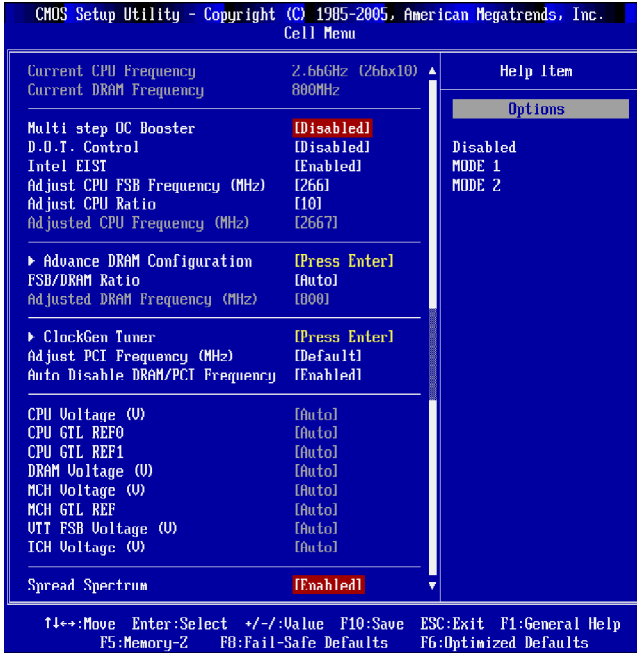 CMOS Setup Utility - Copyright (C) 1985-2005, American Megatrends, Inc.
Cell Menu
Current CPU Frequency 2.66GHz (266x10)
Current DRAM Frequency 800MHz
Multi step OC Booster [Disabled]
D.O.T. Control [Disabled]
Intel EIST [Enabled]
Adjust CPU FSB Frequency (MHz) [266]
Adjust CPU Ratio [10]
Adjusted CPU Frequency (MHz) [2667]
▶ Advance DRAM Configuration [Press Enter]
FSB/DRAM Ratio [Auto]
Adjusted DRAM Frequency (MHz) [800]
▶ ClockGen Tuner [Press Enter]
Adjust PCI Frequency (MHz) [Default]
Auto Disable DRAM/PCI Frequency [Enabled]
CPU Voltage (V) [Auto]
CPU GTL REF0 [Auto]
CPU GTL REF1 [Auto]
DRAM Voltage (V) [Auto]
MCH Voltage (V) [Auto]
MCH GTL REF [Auto]
VTT FSB Voltage (V) [Auto]
ICH Voltage (V) [Auto]
Spread Spectrum [Enabled]
Help Item
Options
Disabled
MODE 1
MODE 2
↑↓←→:Move Enter:Select +/-/:Value F10:Save ESC:Exit F1:General Help
F5:Memory-Z F8:Fail-Safe Defaults F6:Optimized Defaults